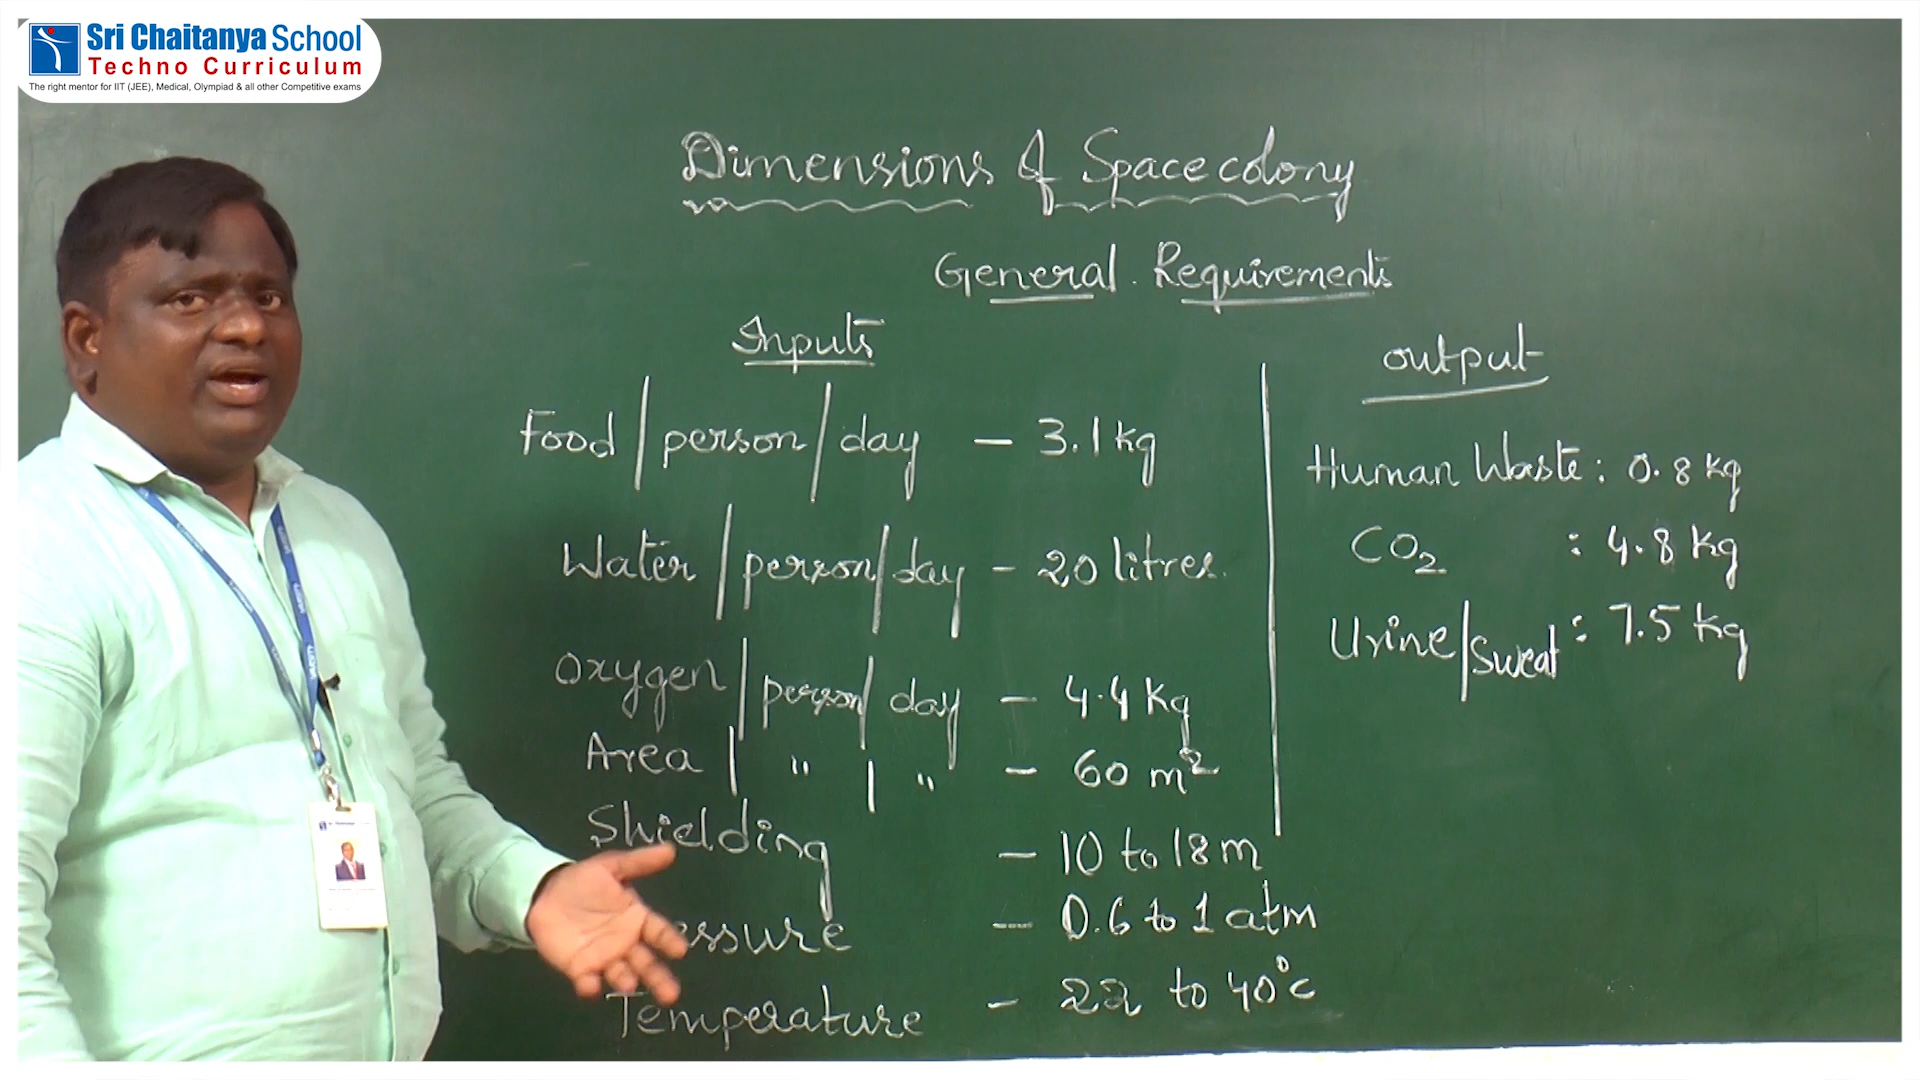 Sri Chaitanya School
Techno Curriculum
The right mentor for IIT (JEE), Medical, Olympiad & all other Competitive exams
Dimensions of Space colony
General Requirements
Inputs
Food/person/day - 3.1 kg
Water/person/day - 20 litres.
Oxygen/person/day - 4.4 kg
Area / " / " - 60 m²
Shielding - 10 to 18 m
essure - 0.6 to 1 atm
Temperature - 22 to 40°c
output
Human Waste : 0.8 kg
CO₂ : 4.8 kg
Urine/sweat : 7.5 kg